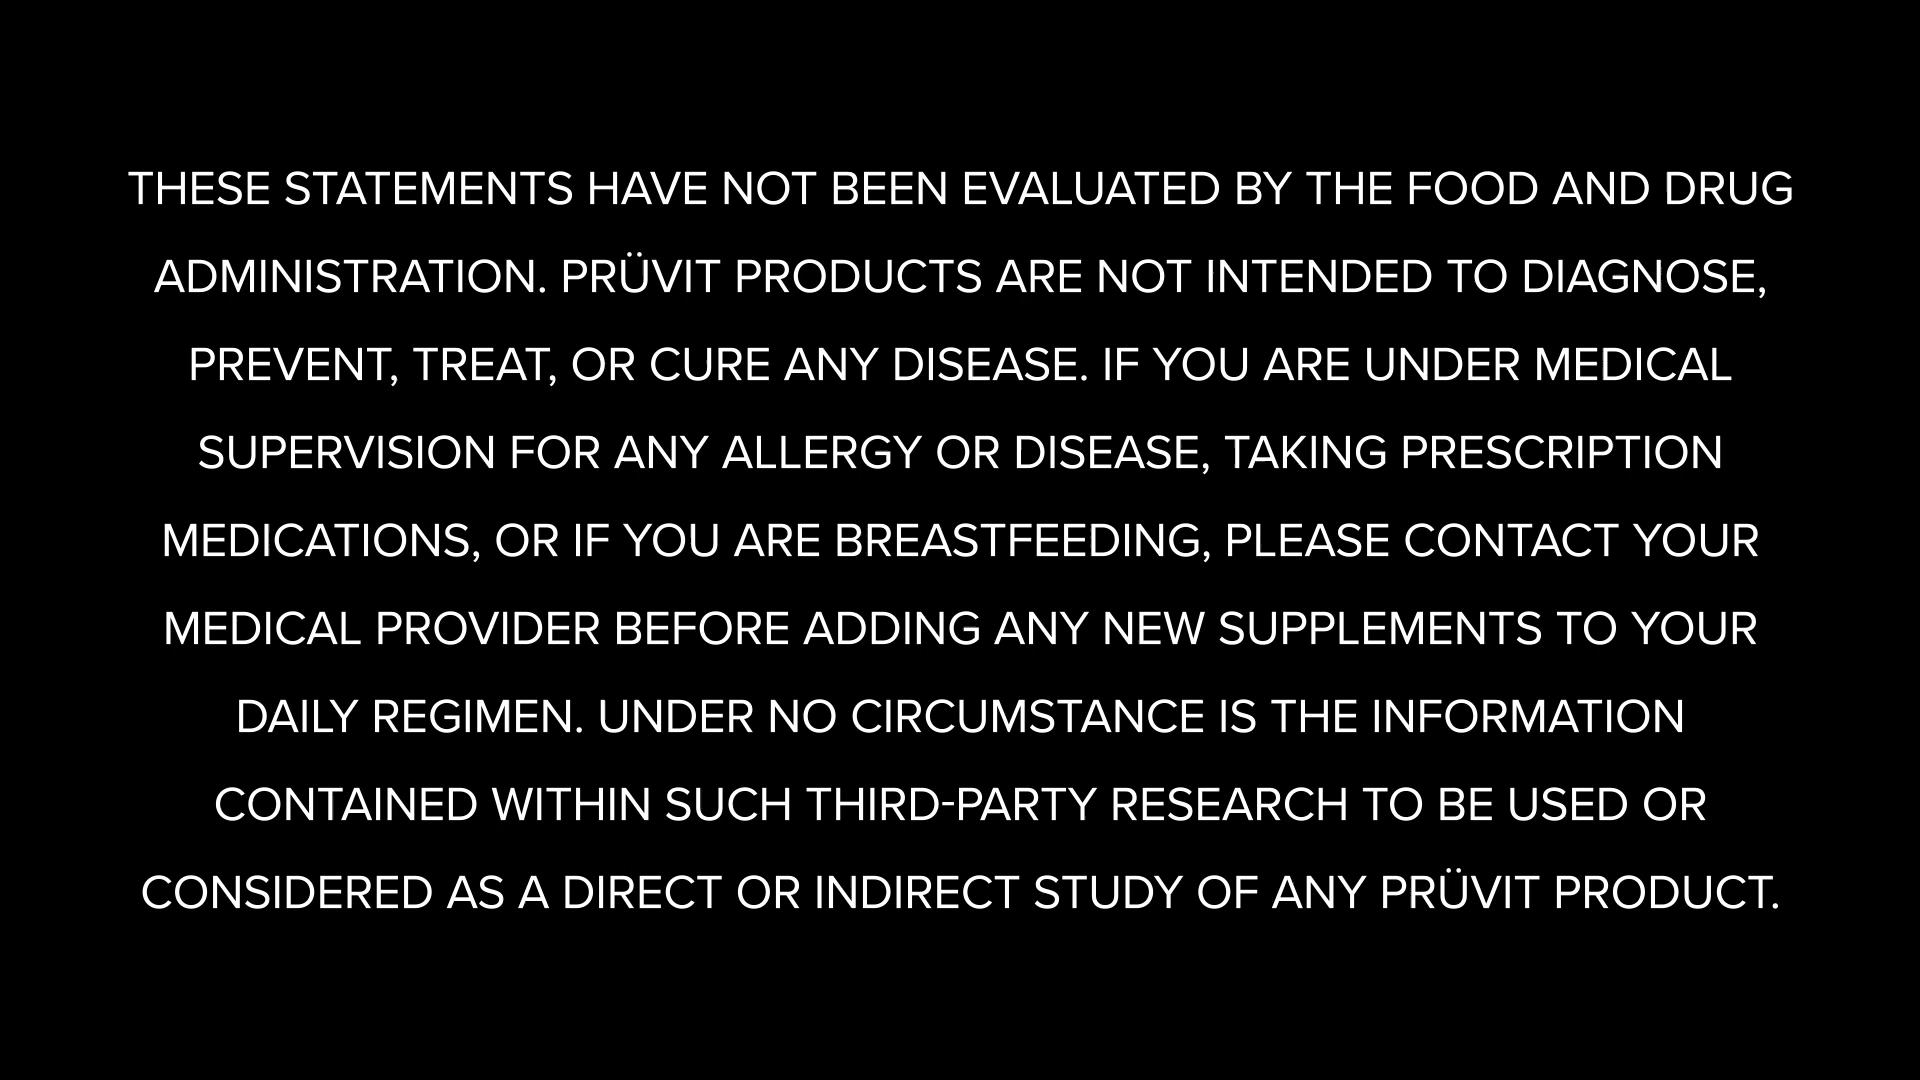 THESE STATEMENTS HAVE NOT BEEN EVALUATED BY THE FOOD AND DRUG
ADMINISTRATION. PRÜVIT PRODUCTS ARE NOT INTENDED TO DIAGNOSE,
PREVENT, TREAT, OR CURE ANY DISEASE. IF YOU ARE UNDER MEDICAL
SUPERVISION FOR ANY ALLERGY OR DISEASE, TAKING PRESCRIPTION
MEDICATIONS, OR IF YOU ARE BREASTFEEDING, PLEASE CONTACT YOUR
MEDICAL PROVIDER BEFORE ADDING ANY NEW SUPPLEMENTS TO YOUR
DAILY REGIMEN. UNDER NO CIRCUMSTANCE IS THE INFORMATION
CONTAINED WITHIN SUCH THIRD-PARTY RESEARCH TO BE USED OR
CONSIDERED AS A DIRECT OR INDIRECT STUDY OF ANY PRÜVIT PRODUCT.